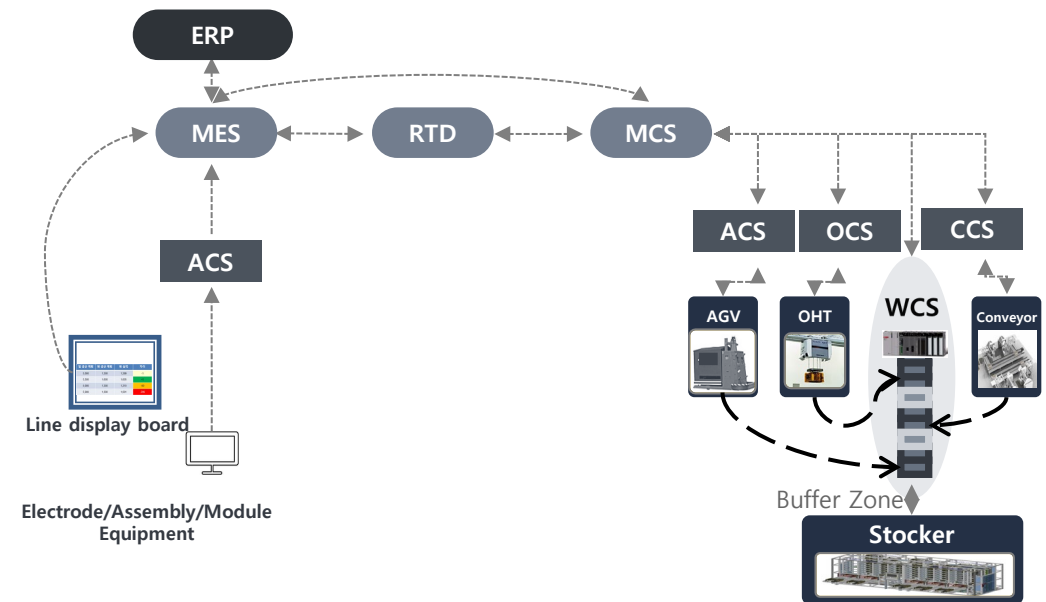 ERP
MES
RTD
MCS
ACS
ACS
OCS
CCS
AGV
OHT
WCS
Conveyor
Line display board
Electrode/Assembly/Module
Equipment
Buffer Zone
Stocker